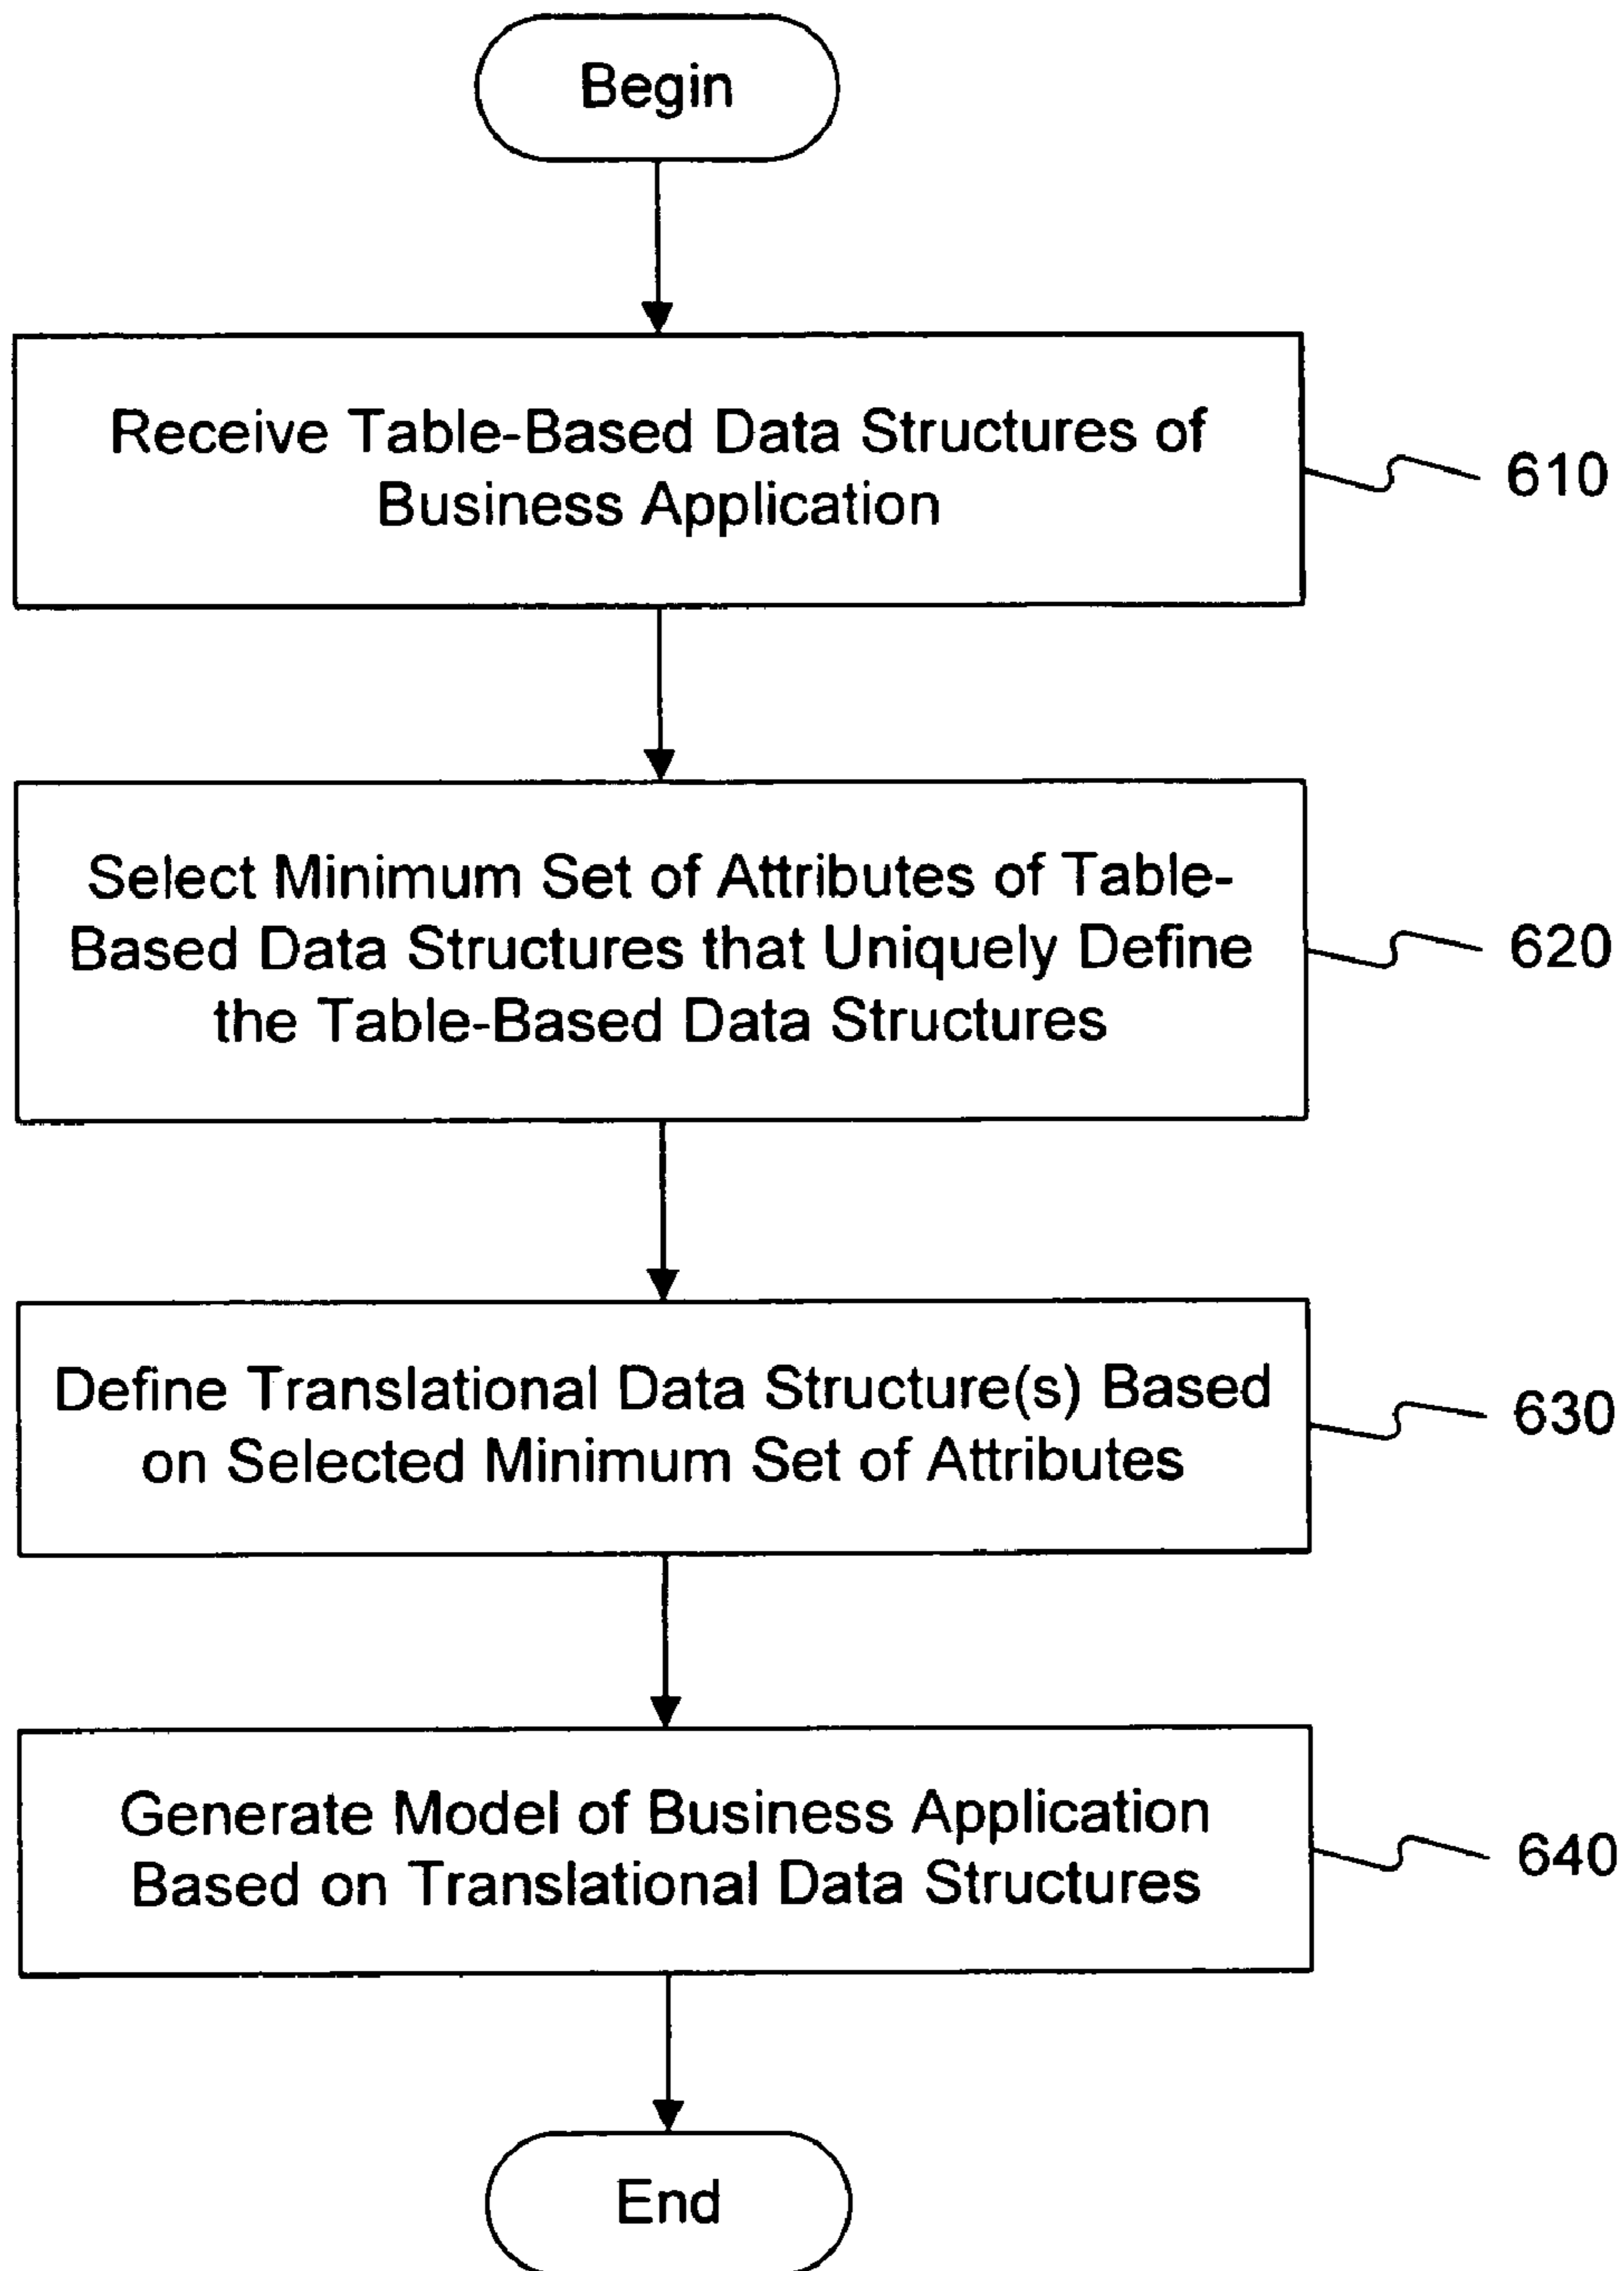 Begin
Receive Table-Based Data Structures of
Business Application
610
Select Minimum Set of Attributes of Table-
Based Data Structures that Uniquely Define
the Table-Based Data Structures
620
Define Translational Data Structure(s) Based
on Selected Minimum Set of Attributes
630
Generate Model of Business Application
Based on Translational Data Structures
640
End